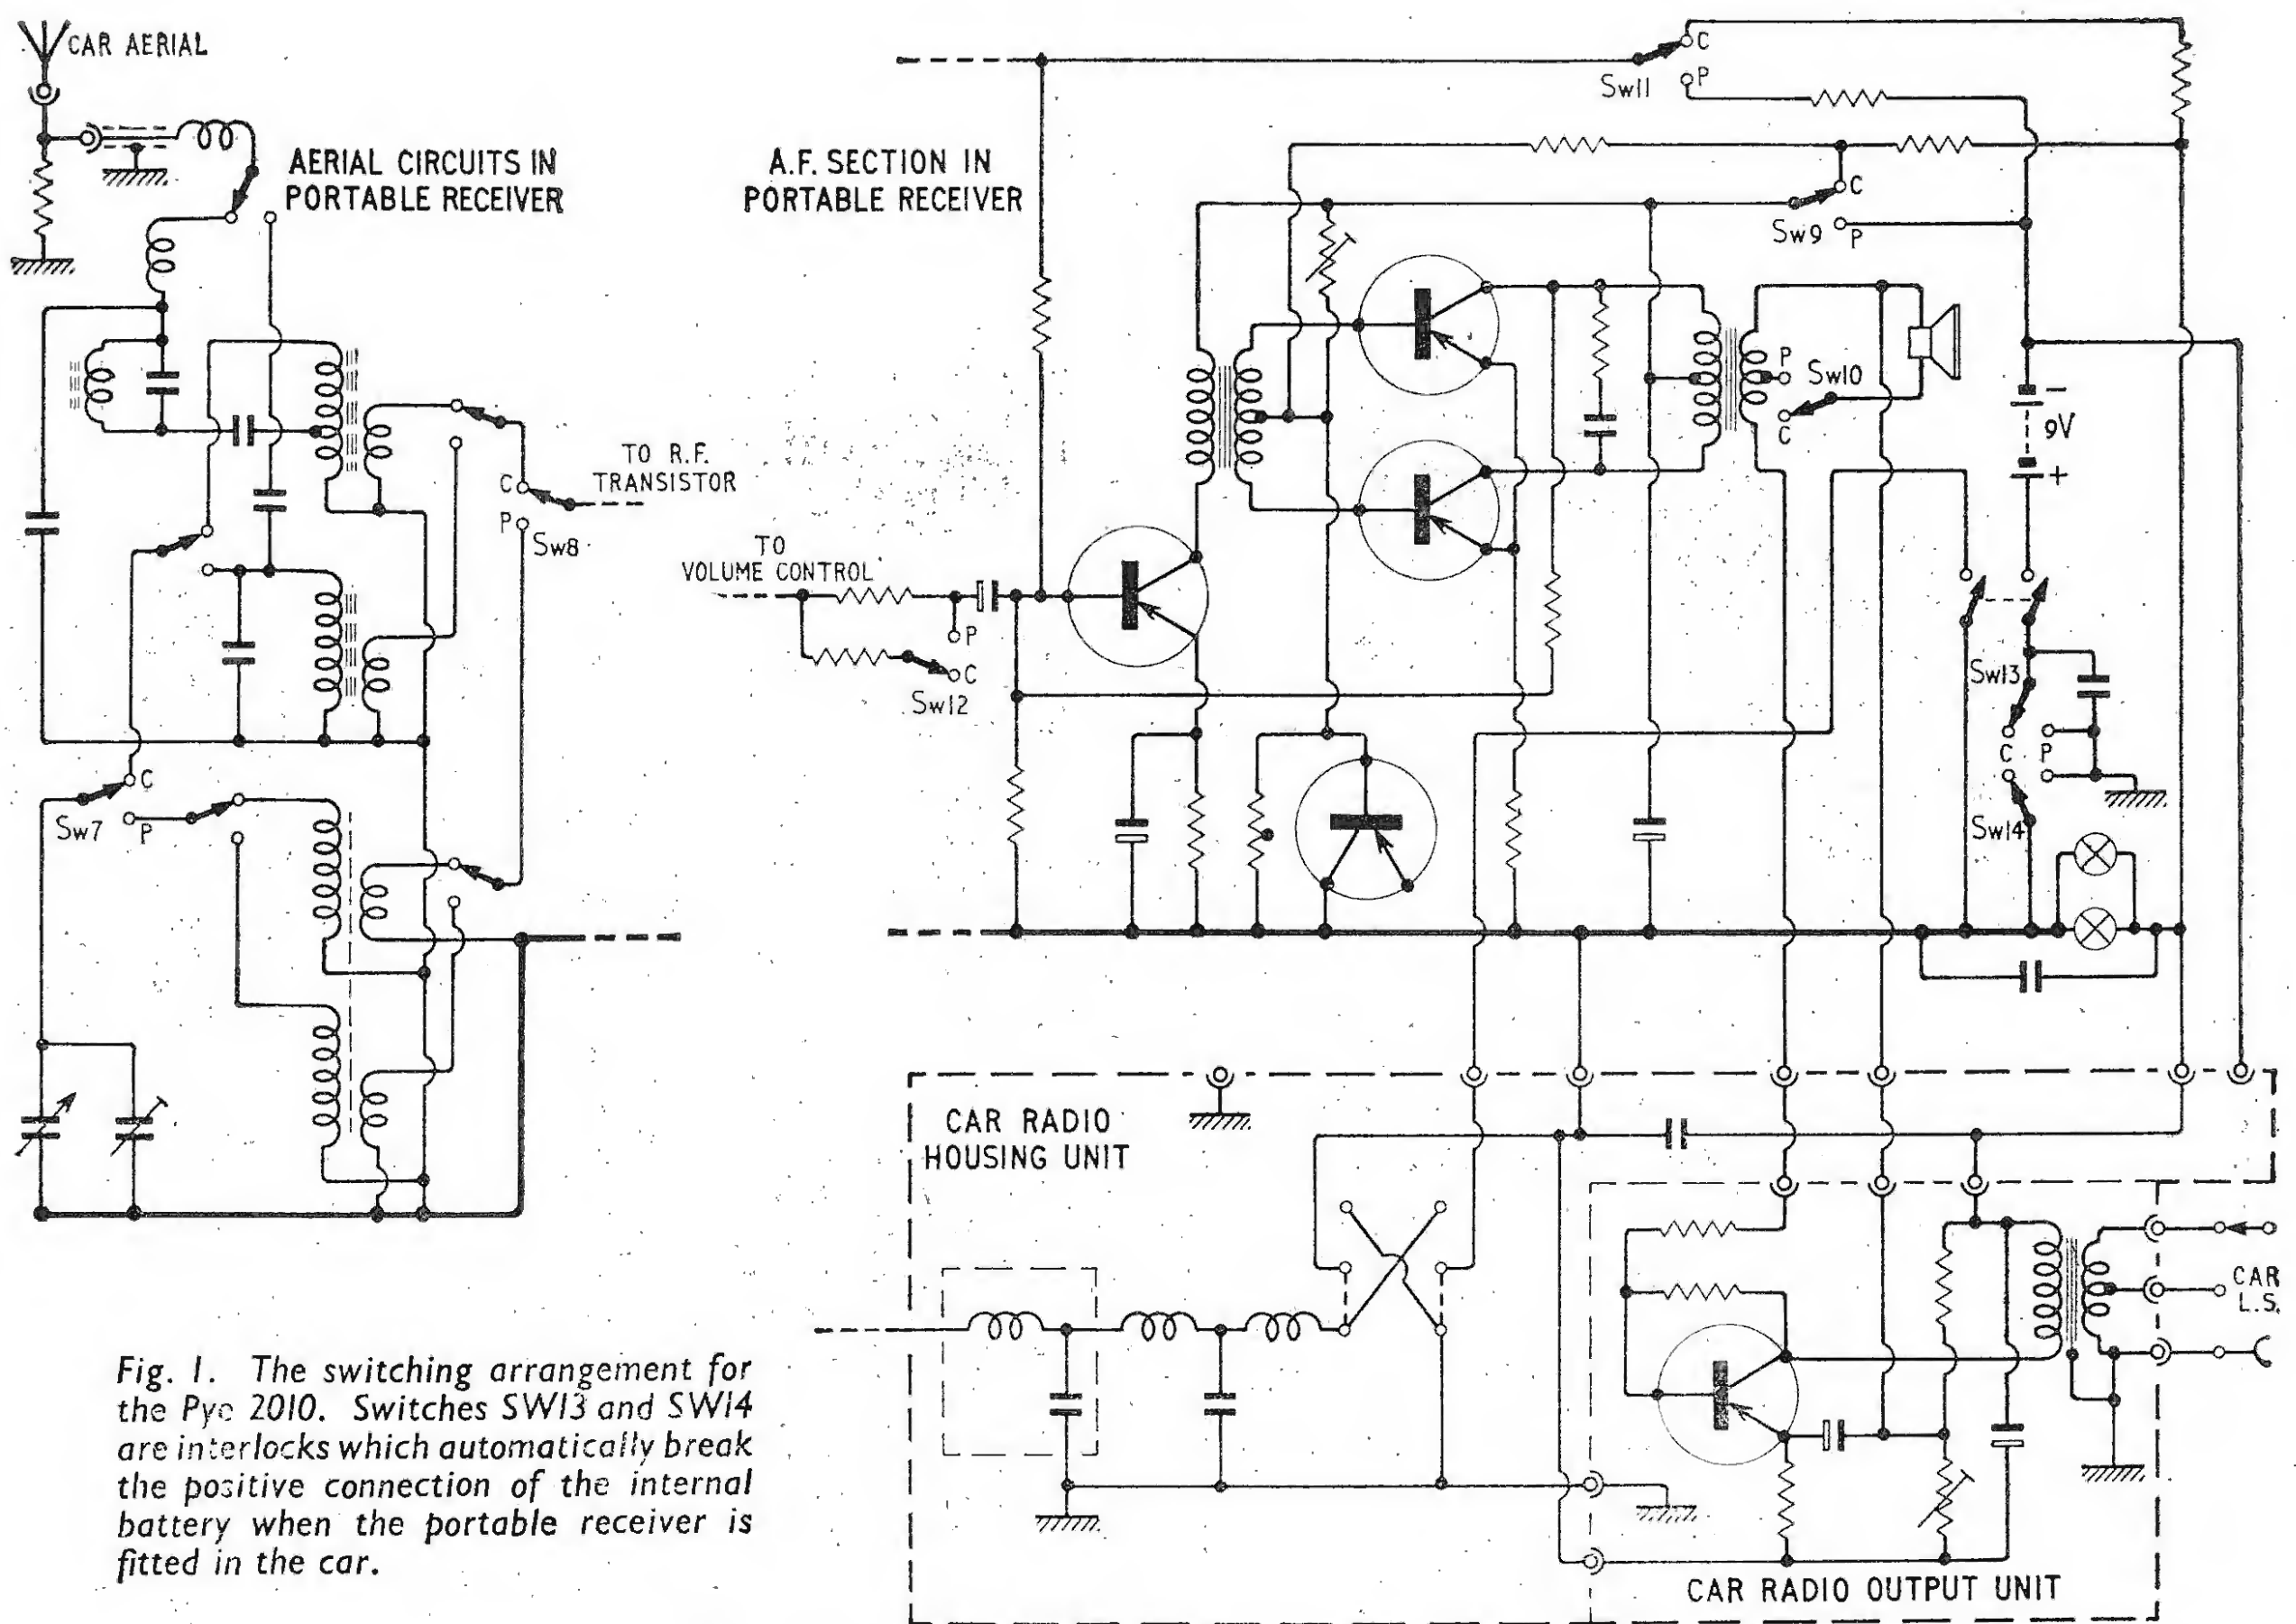 CAR AERIAL
AERIAL CIRCUITS IN
PORTABLE RECEIVER
A.F. SECTION IN
PORTABLE RECEIVER
C
Sw11
P
C
Sw9
P
P
Sw10
C
−
9V
+
TO R.F.
TRANSISTOR
C
P
Sw8
TO
VOLUME CONTROL
P
C
Sw12
Sw13
C
P
Sw14
C
Sw7
P
CAR RADIO
HOUSING UNIT
CAR
L.S.
CAR RADIO OUTPUT UNIT
Fig. 1. The switching arrangement for
the Pye 2010. Switches SW13 and SW14
are interlocks which automatically break
the positive connection of the internal
battery when the portable receiver is
fitted in the car.